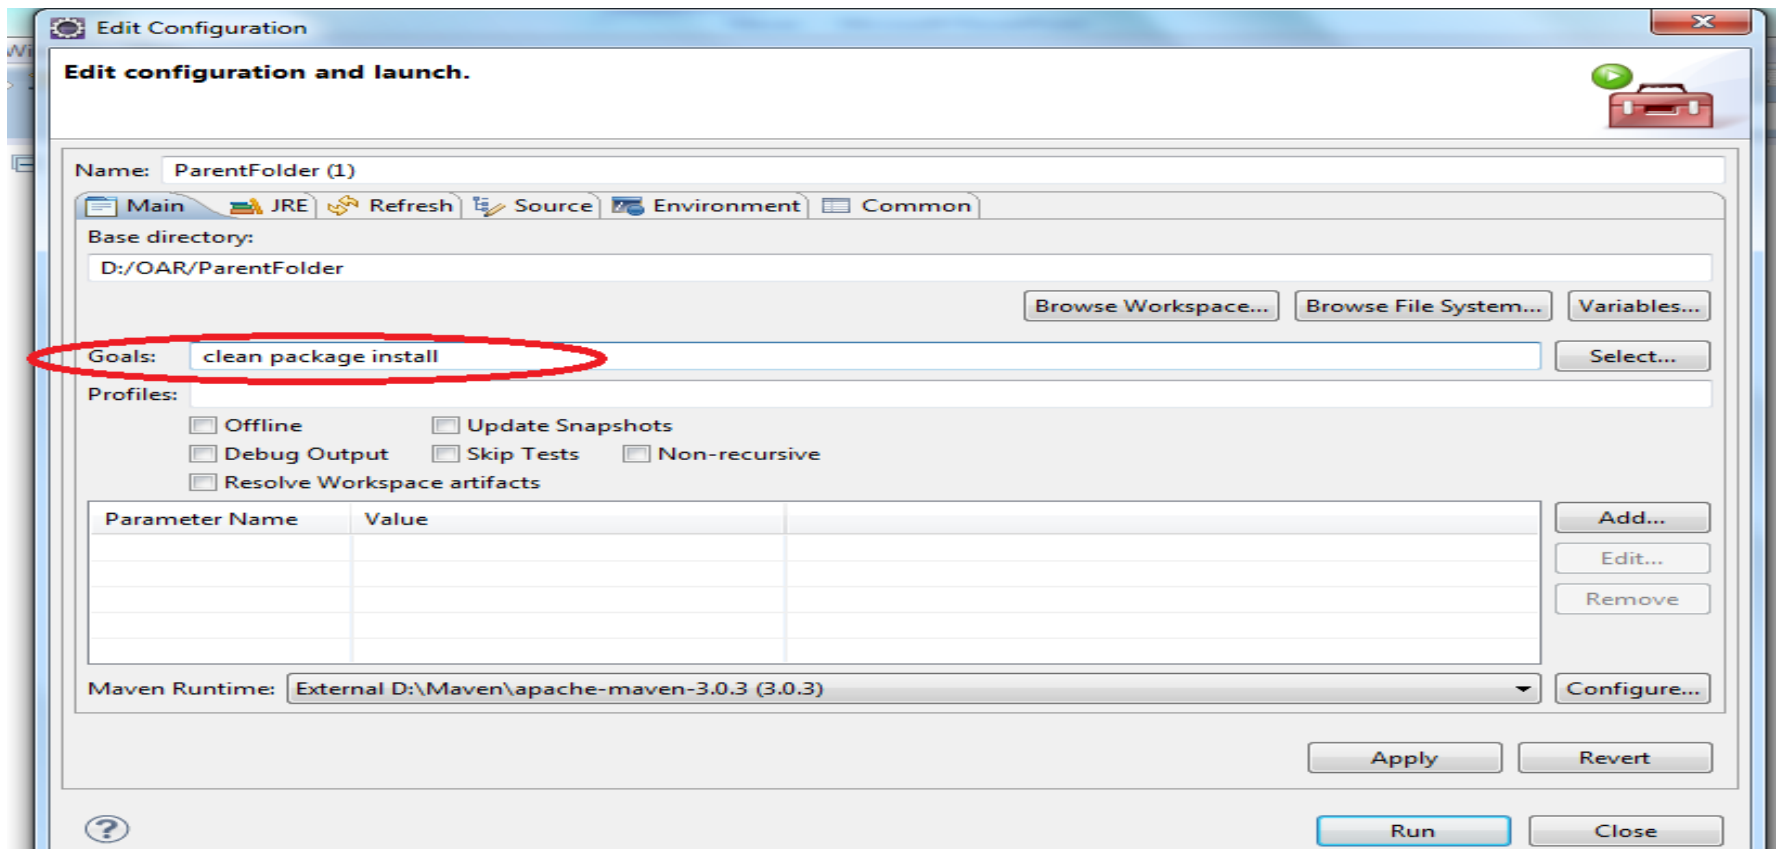 Edit Configuration
Edit configuration and launch.
Name: ParentFolder (1)
Main JRE Refresh Source Environment Common
Base directory:
D:/OAR/ParentFolder
Browse Workspace... Browse File System... Variables...
Goals: clean package install Select...
Profiles:
Offline Update Snapshots
Debug Output Skip Tests Non-recursive
Resolve Workspace artifacts
Parameter Name Value Add...
Edit...
Remove
Maven Runtime: External D:\Maven\apache-maven-3.0.3 (3.0.3) Configure...
Apply Revert
Run Close